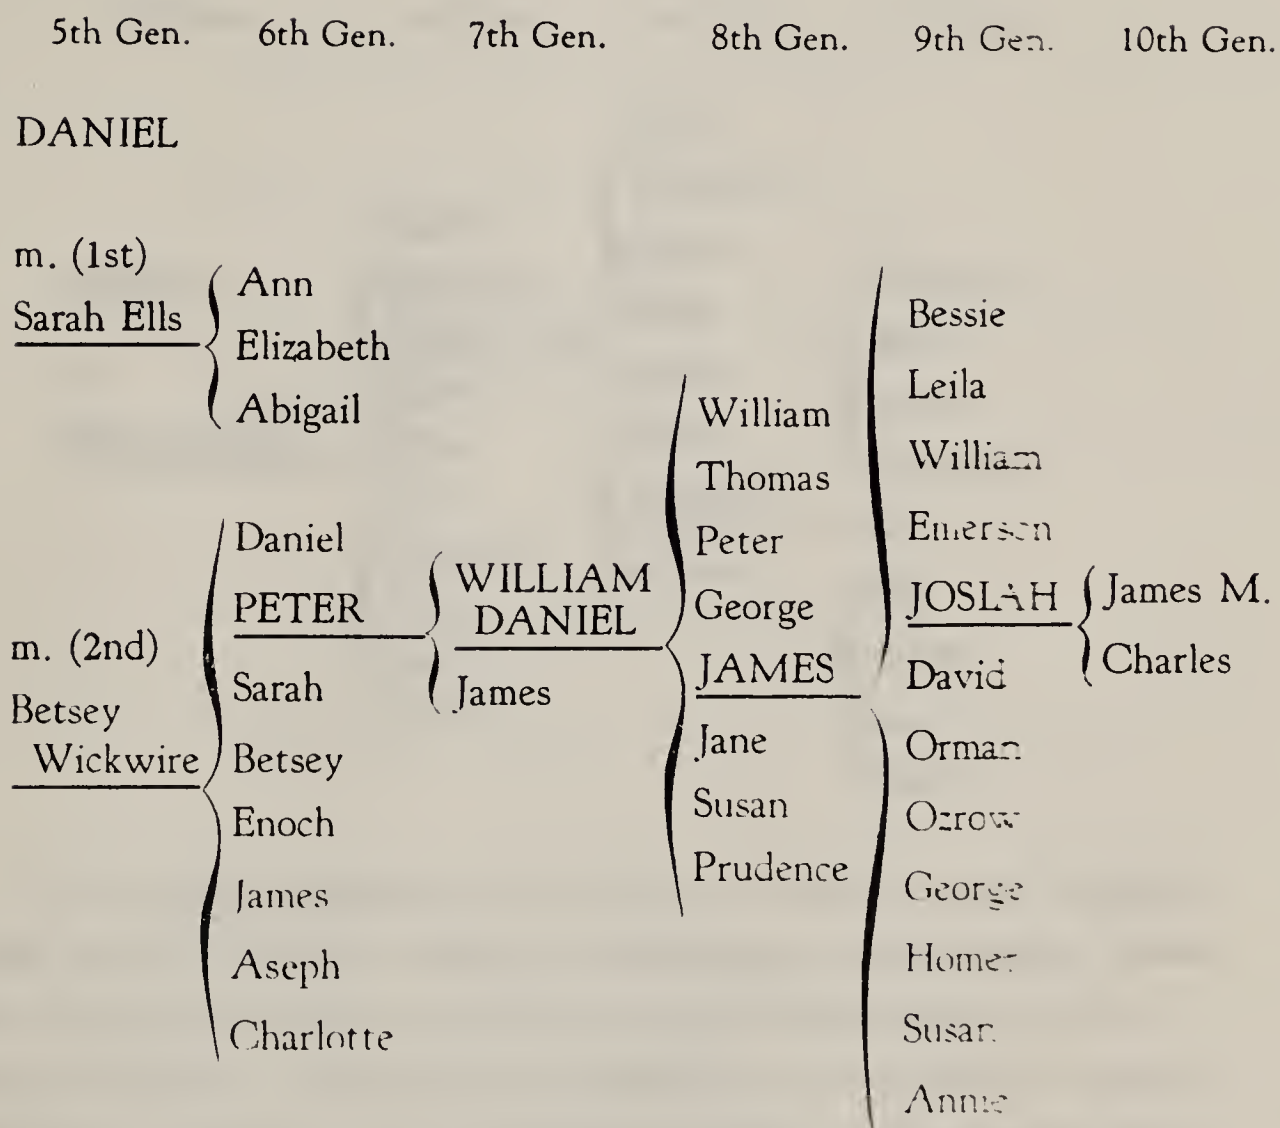 5th Gen. 6th Gen. 7th Gen. 8th Gen. 9th Gen. 10th Gen.
DANIEL
m. (1st)
Sarah Ells
Ann
Elizabeth
Abigail
m. (2nd)
Betsey
Wickwire
Daniel
PETER
Sarah
Betsey
Enoch
James
Aseph
Charlotte
WILLIAM
DANIEL
James
William
Thomas
Peter
George
JAMES
Jane
Susan
Prudence
Bessie
Leila
William
Emerson
JOSIAH
David
Orman
George
Homer
Susan
Annie
James M.
Charles